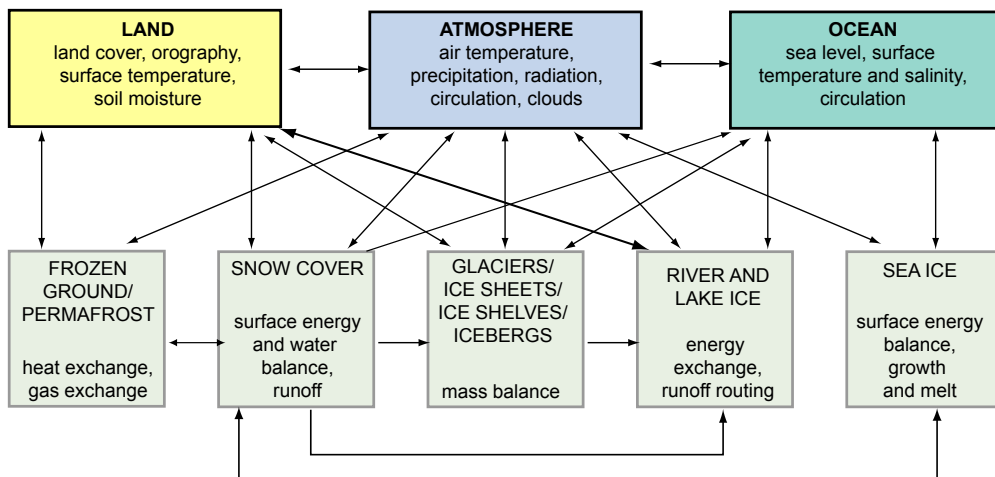 LAND
land cover, orography,
surface temperature,
soil moisture
ATMOSPHERE
air temperature,
precipitation, radiation,
circulation, clouds
OCEAN
sea level, surface
temperature and salinity,
circulation
FROZEN
GROUND/
PERMAFROST
heat exchange,
gas exchange
SNOW COVER
surface energy
and water
balance,
runoff
GLACIERS/
ICE SHEETS/
ICE SHELVES/
ICEBERGS
mass balance
RIVER AND
LAKE ICE
energy
exchange,
runoff routing
SEA ICE
surface energy
balance,
growth
and melt